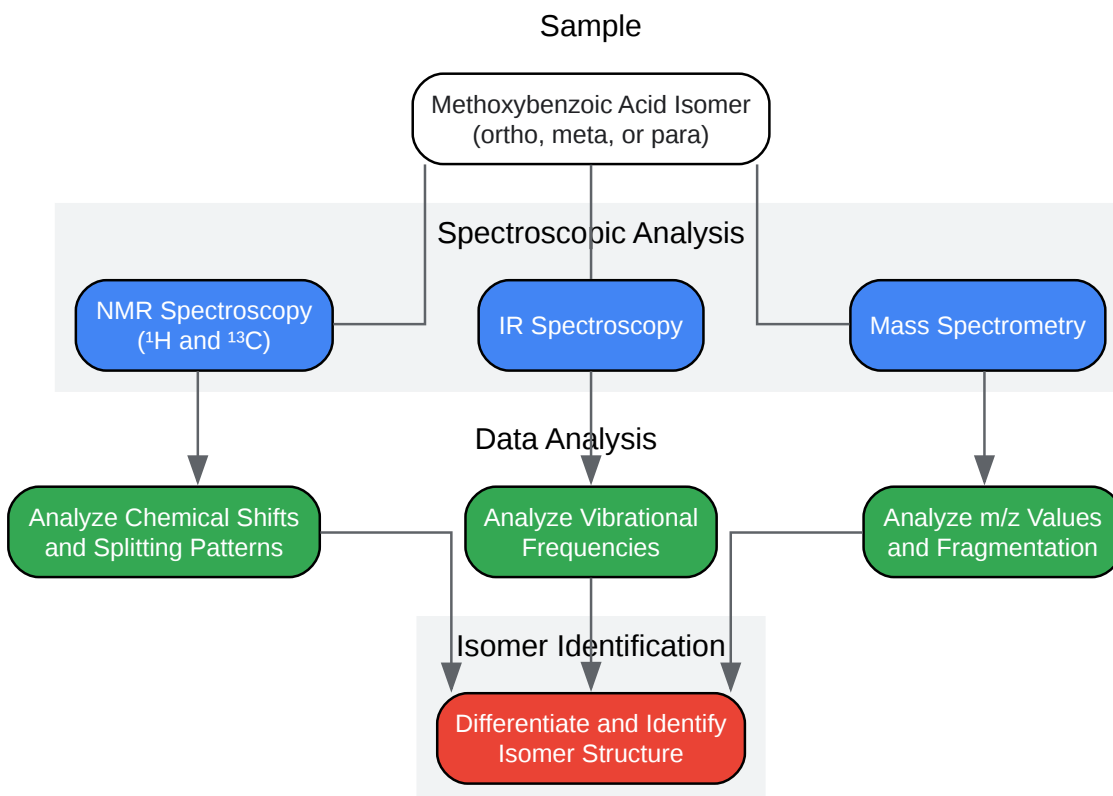 Sample
Methoxybenzoic Acid Isomer
(ortho, meta, or para)
Spectroscopic Analysis
NMR Spectroscopy
(¹H and ¹³C)
IR Spectroscopy
Mass Spectrometry
Data Analysis
Analyze Chemical Shifts
and Splitting Patterns
Analyze Vibrational
Frequencies
Analyze m/z Values
and Fragmentation
Isomer Identification
Differentiate and Identify
Isomer Structure